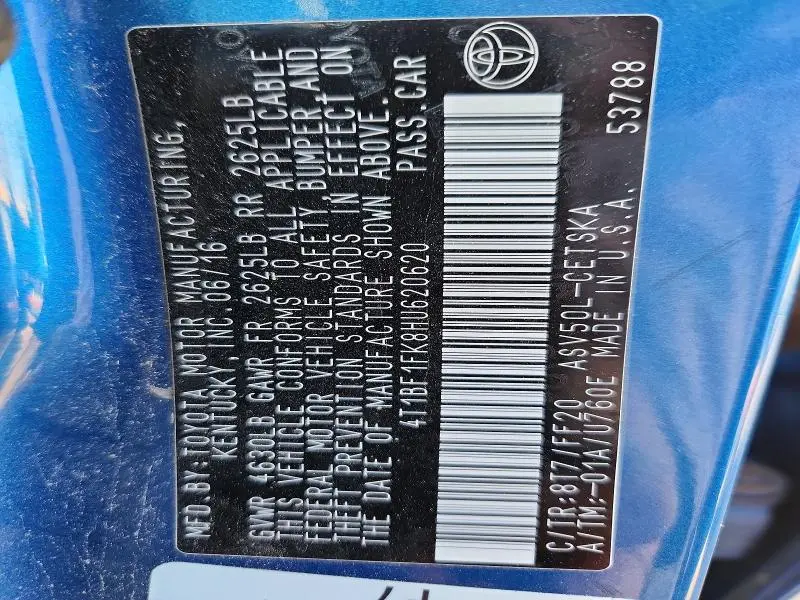 MFD.BY:TOYOTA MOTOR MANUFACTURING,
KENTUCKY, INC.06/16
GWR 4630LB GAWR FR 2625LB RR 2625LB
THIS VEHICLE CONFORMS TO ALL APPLICABLE
FEDERAL MOTOR VEHICLE SAFETY,BUMPER,AND
THEFT PREVENTION STANDARDS IN EFFECT ON
THE DATE OF MANUFACTURE SHOWN ABOVE.
4T1BF1FK8HU620620 PASS.CAR
C/TR:8T7/FF20 ASV50L-CETSKA
A/TM:-01A/U760E MADE IN U.S.A. 53788